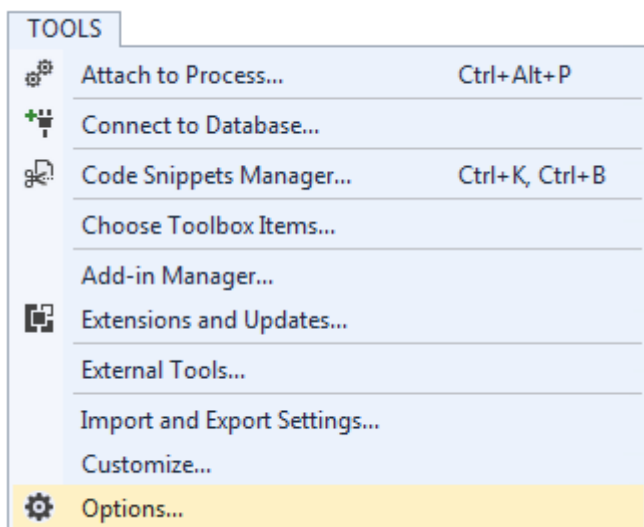 TOOLS
Attach to Process... Ctrl+Alt+P
Connect to Database...
Code Snippets Manager... Ctrl+K, Ctrl+B
Choose Toolbox Items...
Add-in Manager...
Extensions and Updates...
External Tools...
Import and Export Settings...
Customize...
Options...